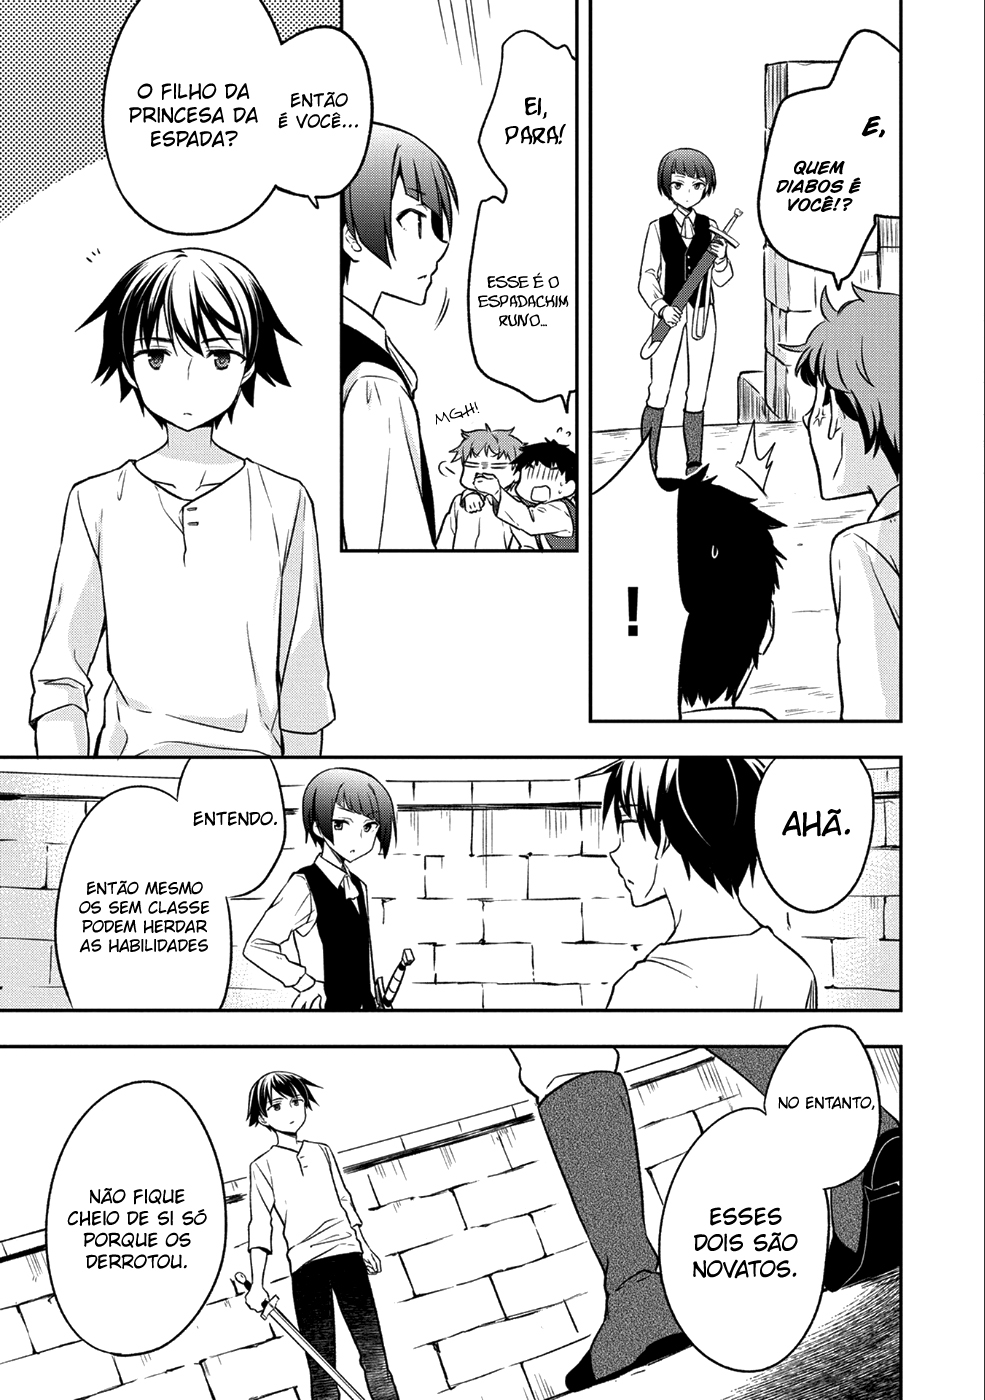 E,
QUEM
DIABOS É
VOCÊ!?
!
EI,
PARA!
ESSE É O
ESPADACHIM
RUNO...
MGH!
ENTÃO
É VOCÊ...
O FILHO DA
PRINCESA DA
ESPADA?
AHÃ.
ENTENDO.
ENTÃO MESMO
OS SEM CLASSE
PODEM HERDAR
AS HABILIDADES
NO ENTANTO,
ESSES
DOIS SÃO
NOVATOS.
NÃO FIQUE
CHEIO DE SI SÓ
PORQUE OS
DERROTOU.